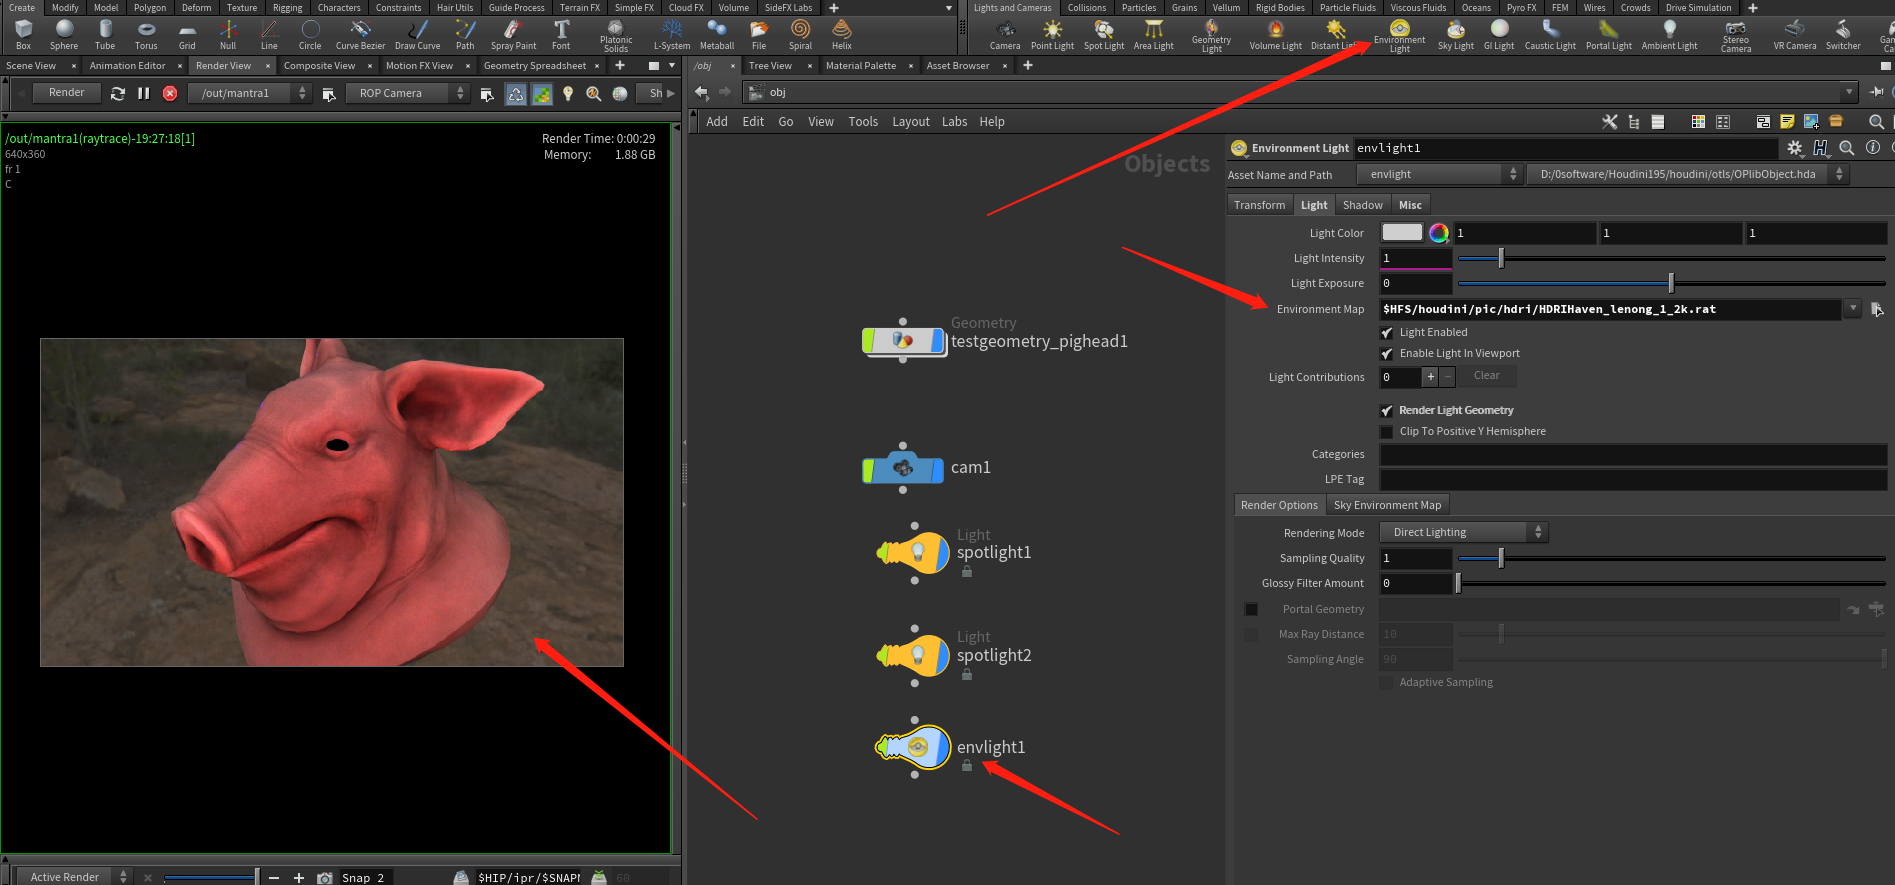 Create Modify Model Polygon Deform Texture Rigging Characters Constraints Hair Utils Guide Process Terrain FX Simple FX Cloud FX Volume SideFX Labs
Lights and Cameras Collisions Particles Grains Vellum Rigid Bodies Particle Fluids Viscous Fluids Oceans Pyro FX FEM Wires Crowds Drive Simulation
Box Sphere Tube Torus Grid Null Line Circle Curve Bezier Draw Curve Path Spray Paint Font Platonic Solids L-System Metaball File Spiral Helix
Camera Point Light Spot Light Area Light Geometry Light Volume Light Distant Environment Light Sky Light GI Light Caustic Light Portal Light Ambient Light Stereo Camera VR Camera Switcher
Scene View Animation Editor Render View Composite View Motion FX View Geometry Spreadsheet
/obj Tree View Material Palette Asset Browser
Render /out/mantra1 ROP Camera Sh
obj
Add Edit Go View Tools Layout Labs Help
/out/mantra1(raytrace)-19:27:18[1]
640x360
fr 1
C
Render Time: 0:00:29
Memory: 1.88 GB
Objects
Geometry
testgeometry_pighead1
cam1
Light
spotlight1
Light
spotlight2
envlight1
Environment Light envlight1
Asset Name and Path envlight D:/0software/Houdini195/houdini/otls/OPlibObject.hda
Transform Light Shadow Misc
Light Color 1 1 1
Light Intensity 1
Light Exposure 0
Environment Map $HFS/houdini/pic/hdri/HDRIHaven_lenong_1_2k.rat
Light Enabled
Enable Light In Viewport
Light Contributions 0 + - Clear
Render Light Geometry
Clip To Positive Y Hemisphere
Categories
LPE Tag
Render Options Sky Environment Map
Rendering Mode Direct Lighting
Sampling Quality 1
Glossy Filter Amount 0
Portal Geometry
Max Ray Distance 10
Sampling Angle 90
Adaptive Sampling
Active Render Snap 2 $HIP/ipr/$SNAPI 60